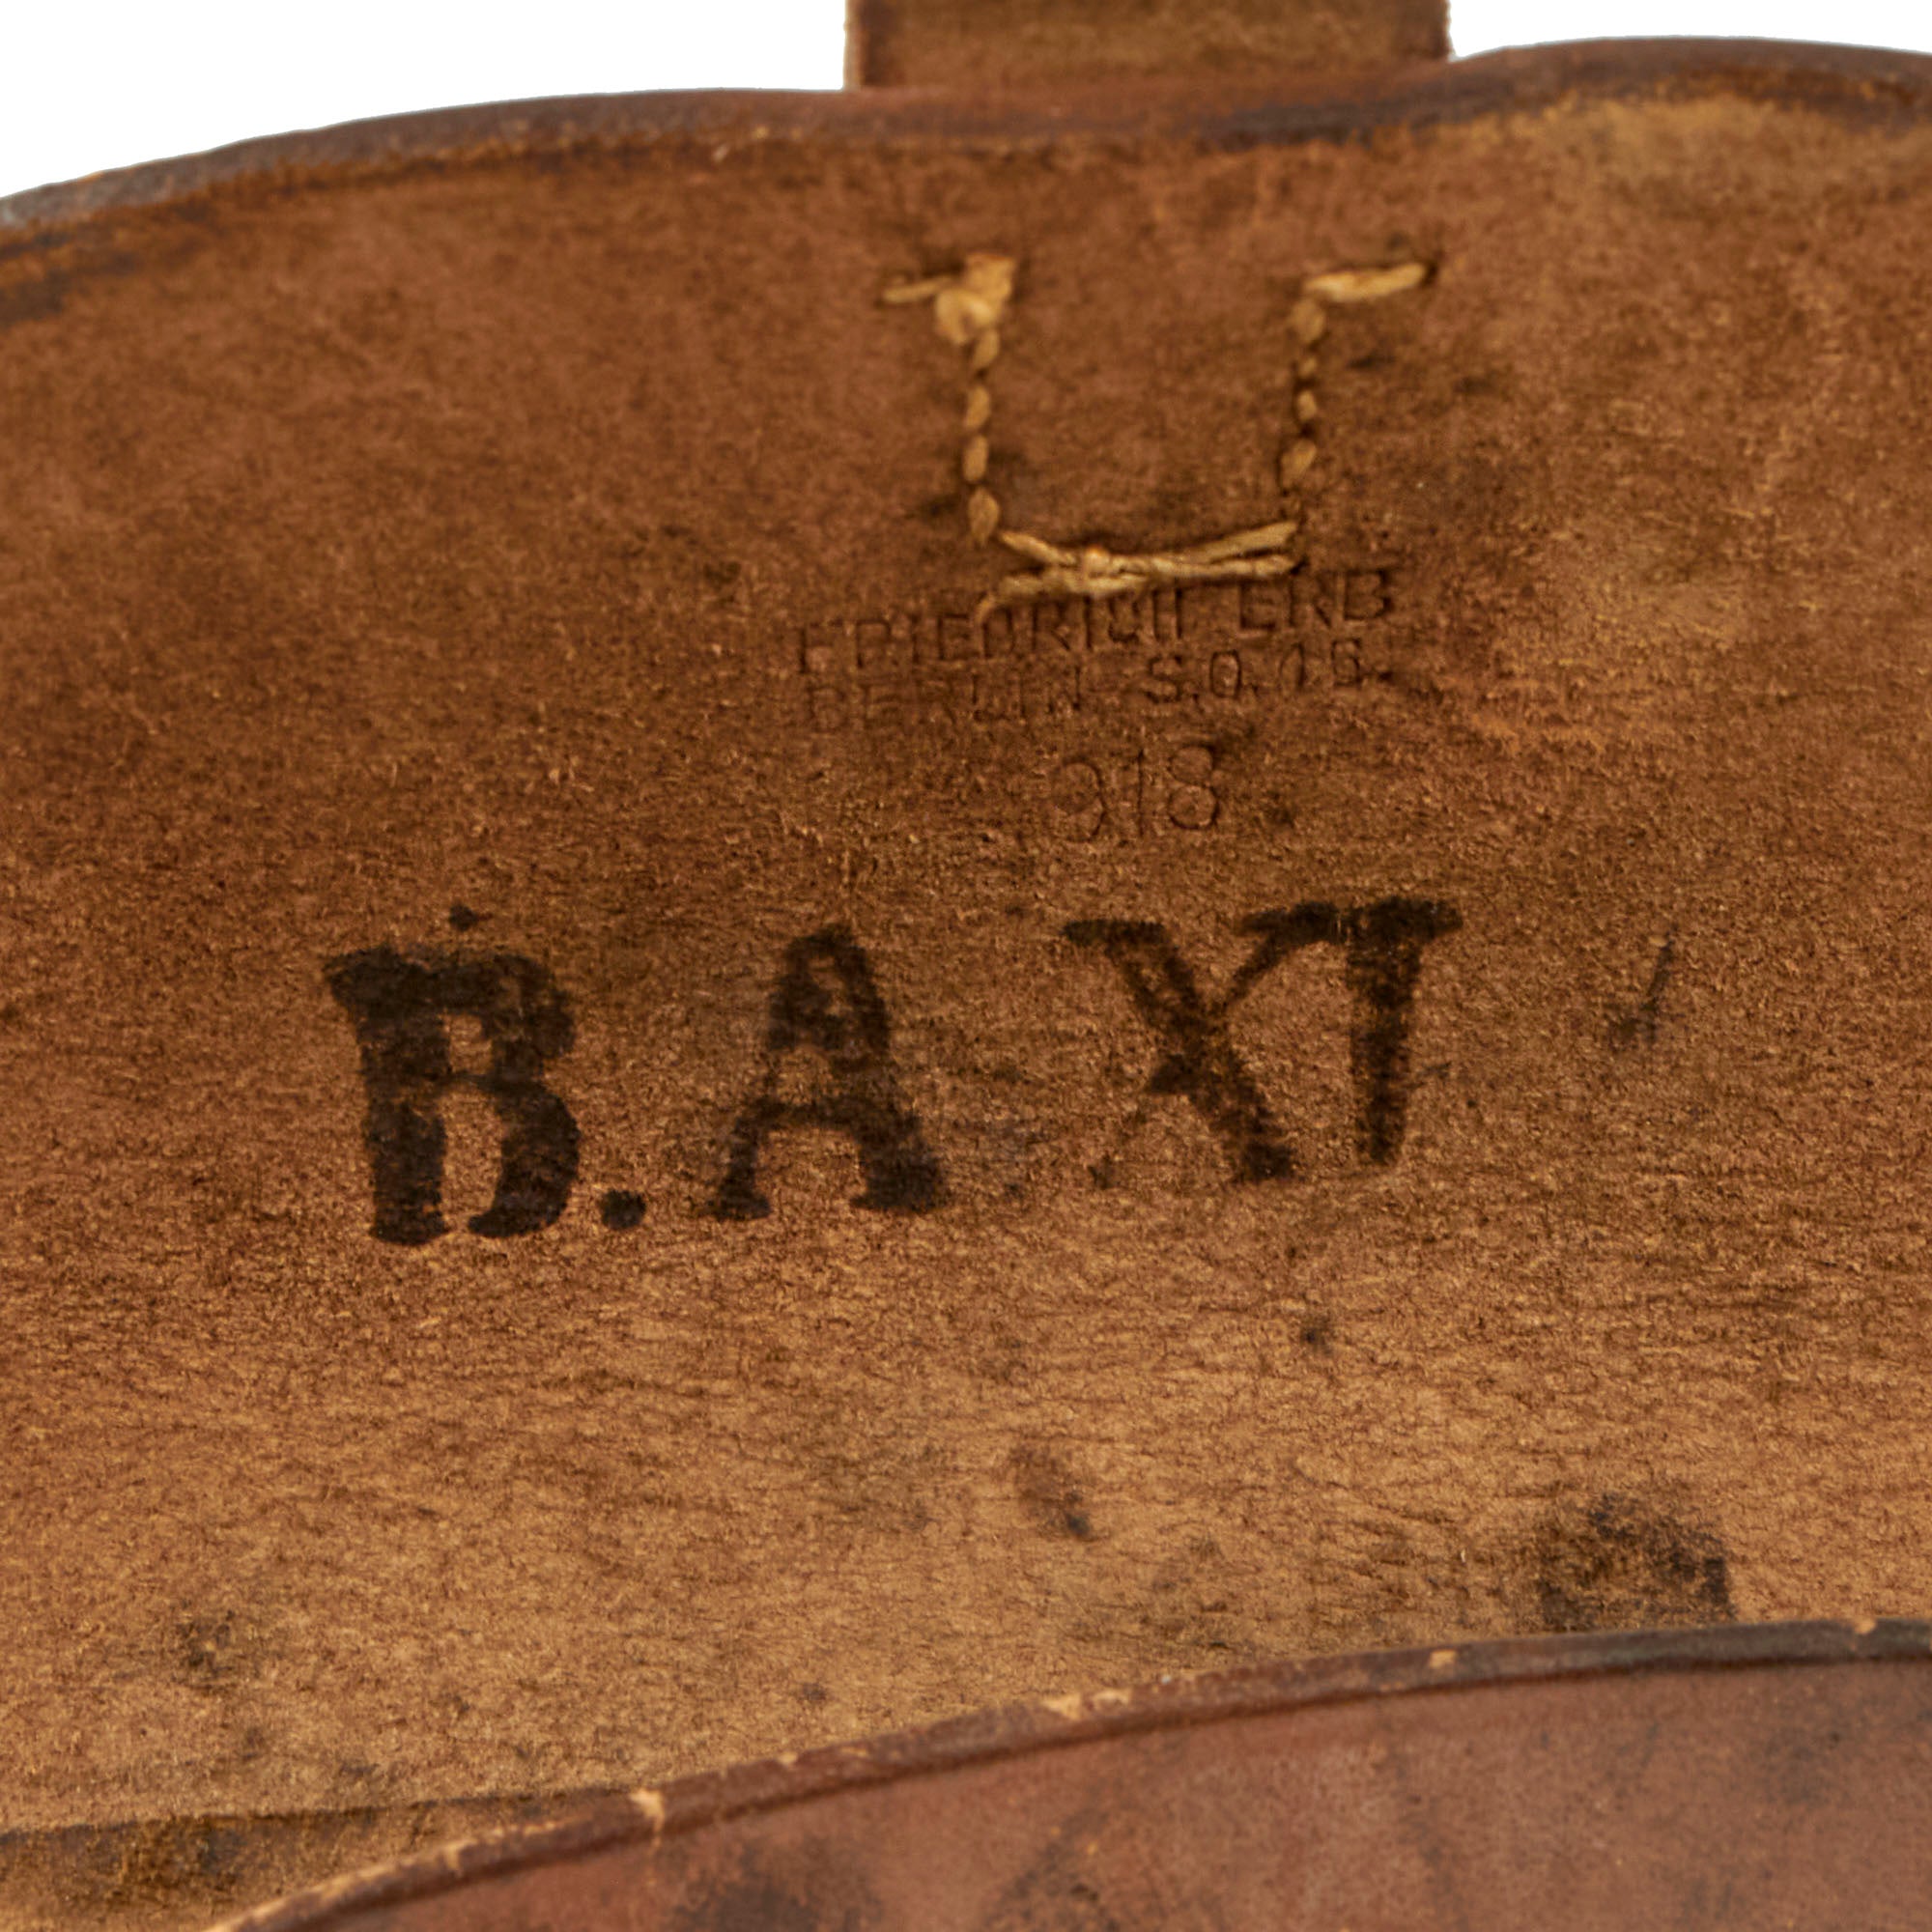 FRIEDRICH ERB
BERLIN S.O.16.
918
B.A XI